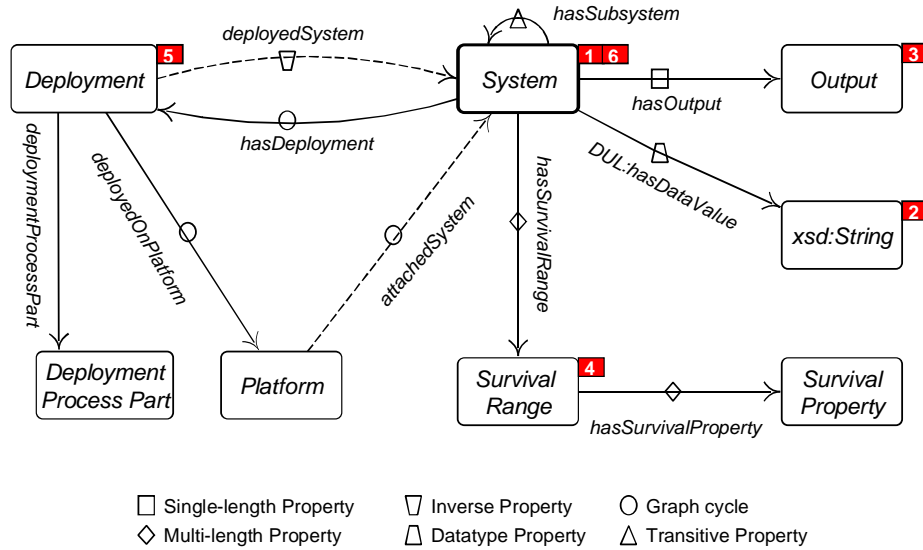 hasSubsystem
deployedSystem
5
1 6
3
Deployment
System
Output
hasOutput
hasDeployment
deploymentProcessPart
deployedOnPlatform
attachedSystem
hasSurvivalRange
DUL:hasDataValue
2
xsd:String
4
Deployment
Process Part
Platform
Survival
Range
Survival
Property
hasSurvivalProperty
Single-length Property
Inverse Property
Graph cycle
Multi-length Property
Datatype Property
Transitive Property